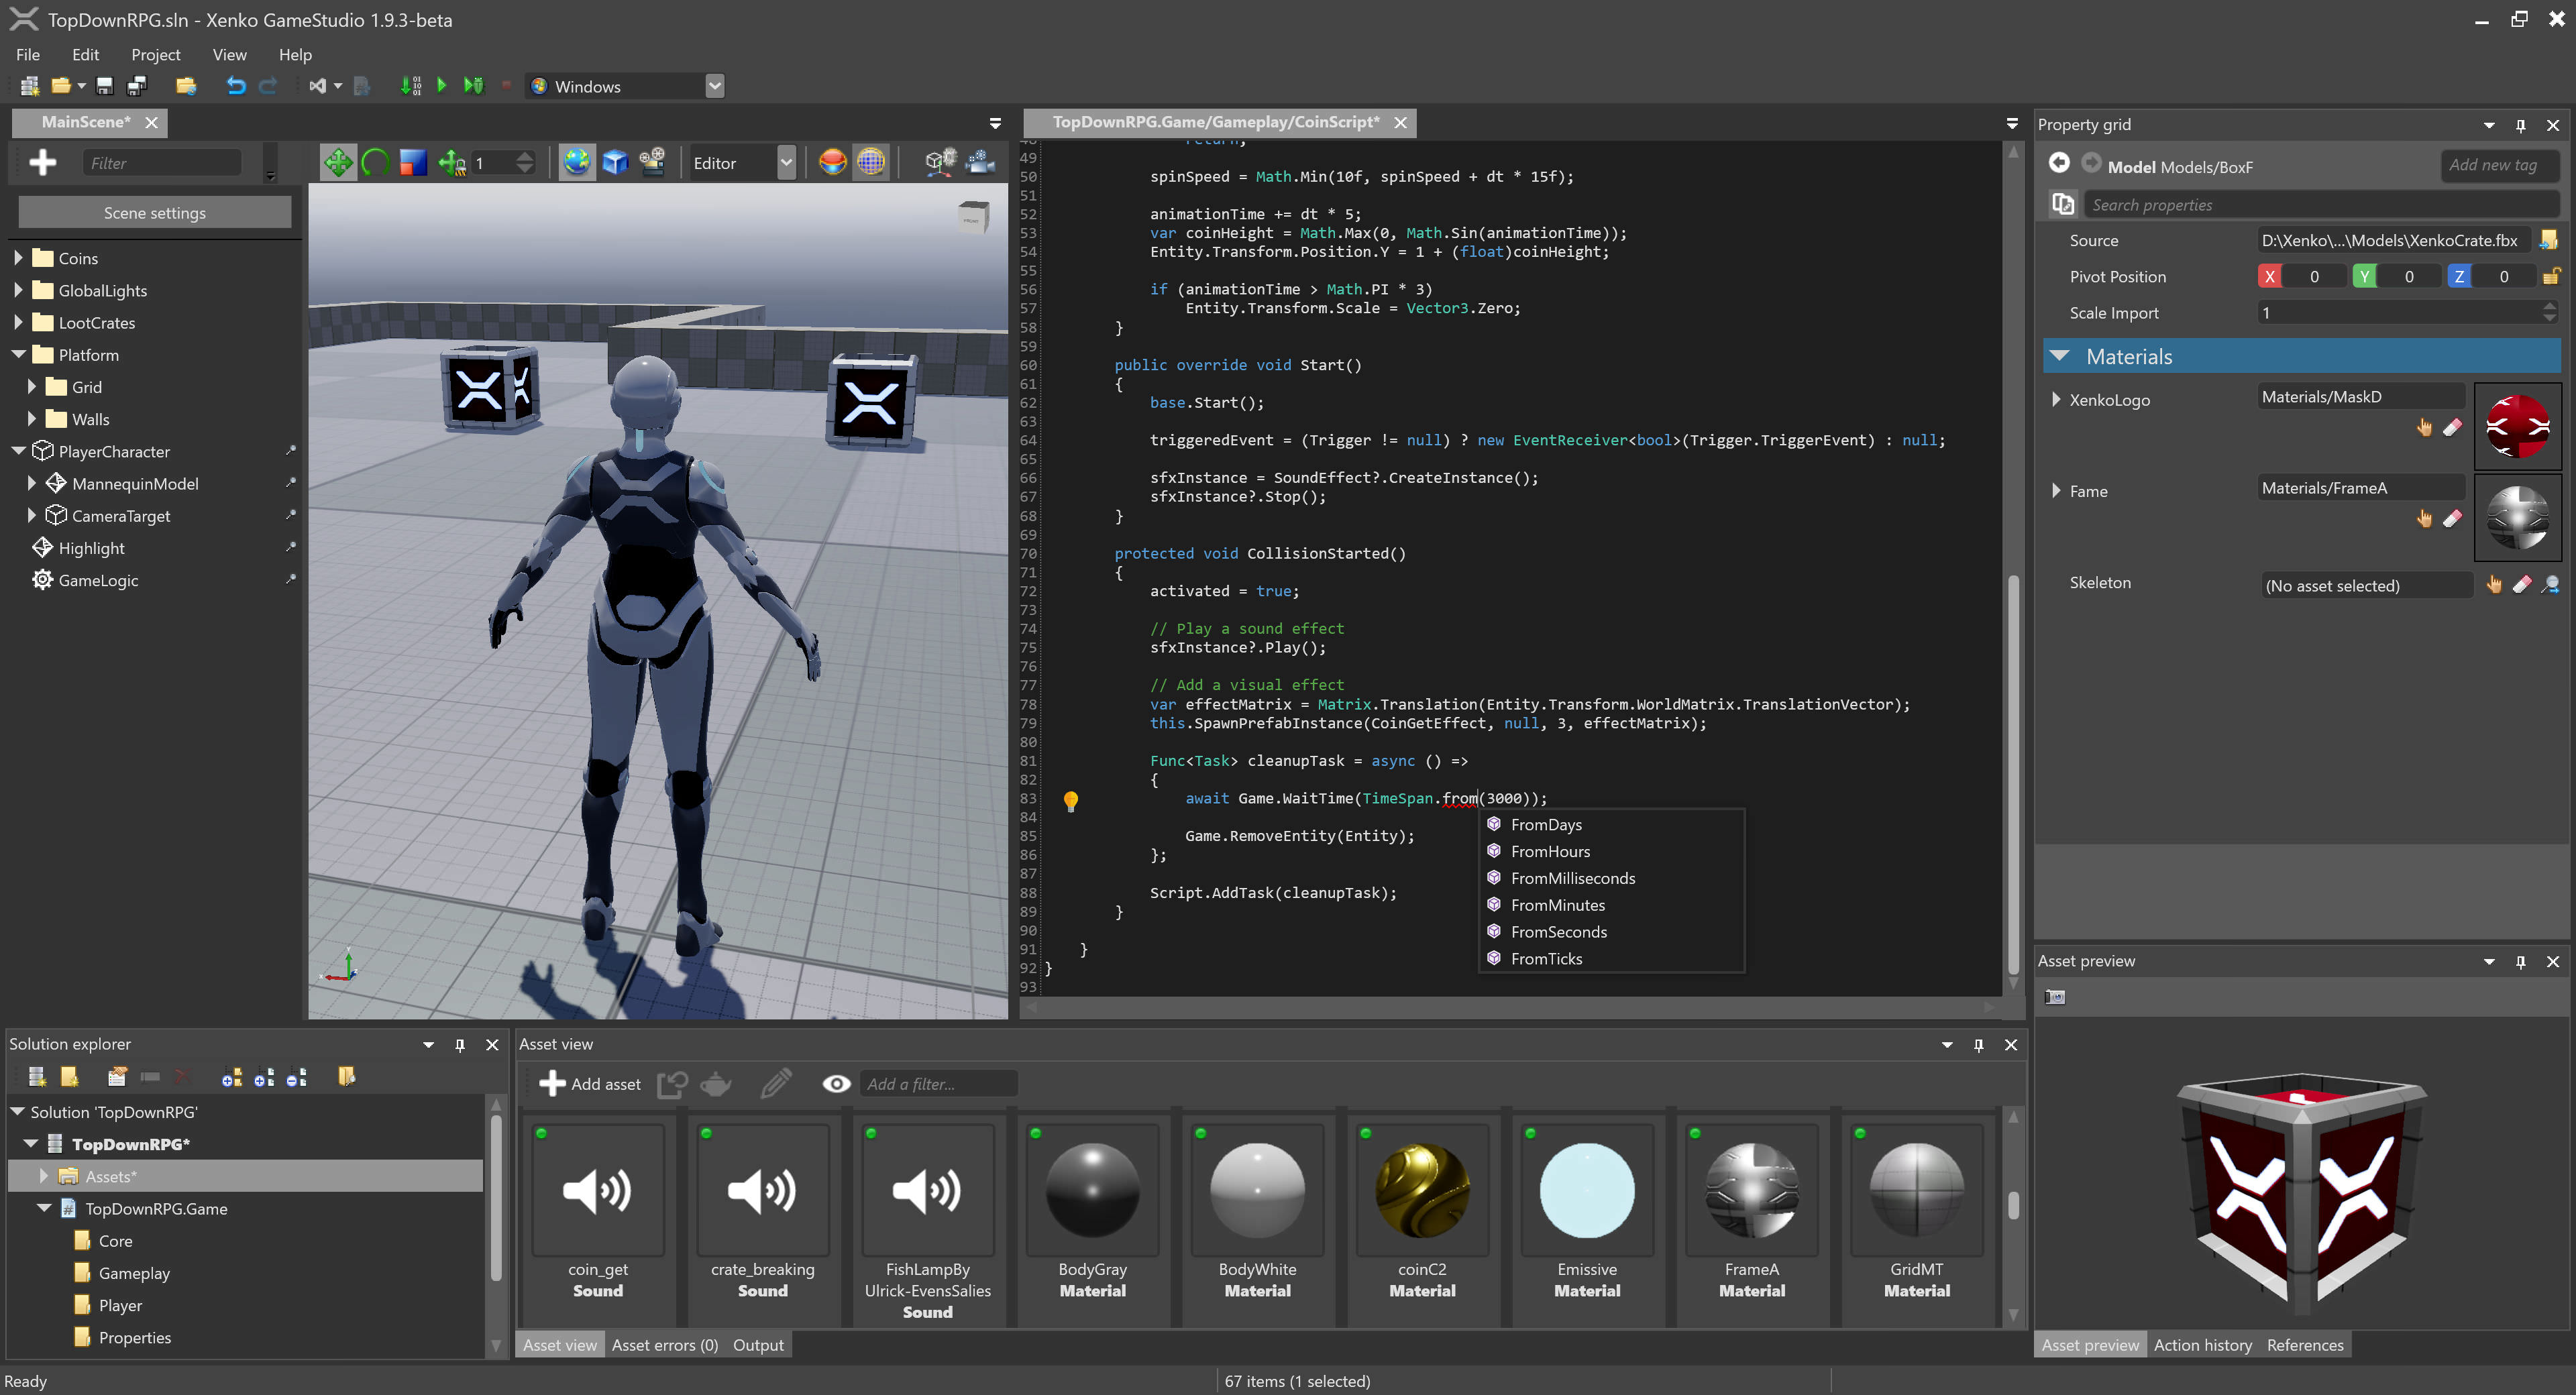 TopDownRPG.sln - Xenko GameStudio 1.9.3-beta
File Edit Project View Help
Windows
MainScene*
Filter
1
Editor
Scene settings
Coins
GlobalLights
LootCrates
Platform
Grid
Walls
PlayerCharacter
MannequinModel
CameraTarget
Highlight
GameLogic
TopDownRPG.Game/Gameplay/CoinScript*
return;
49
50 spinSpeed = Math.Min(10f, spinSpeed + dt * 15f);
51
52 animationTime += dt * 5;
53 var coinHeight = Math.Max(0, Math.Sin(animationTime));
54 Entity.Transform.Position.Y = 1 + (float)coinHeight;
55
56 if (animationTime > Math.PI * 3)
57 Entity.Transform.Scale = Vector3.Zero;
58 }
59
60 public override void Start()
61 {
62 base.Start();
63
64 triggeredEvent = (Trigger != null) ? new EventReceiver<bool>(Trigger.TriggerEvent) : null;
65
66 sfxInstance = SoundEffect?.CreateInstance();
67 sfxInstance?.Stop();
68 }
69
70 protected void CollisionStarted()
71 {
72 activated = true;
73
74 // Play a sound effect
75 sfxInstance?.Play();
76
77 // Add a visual effect
78 var effectMatrix = Matrix.Translation(Entity.Transform.WorldMatrix.TranslationVector);
79 this.SpawnPrefabInstance(CoinGetEffect, null, 3, effectMatrix);
80
81 Func<Task> cleanupTask = async () =>
82 {
83 await Game.WaitTime(TimeSpan.from(3000));
84
85 Game.RemoveEntity(Entity);
86 };
87
88 Script.AddTask(cleanupTask);
89 }
90
91 }
92 }
93
FromDays
FromHours
FromMilliseconds
FromMinutes
FromSeconds
FromTicks
Property grid
Model Models/BoxF
Add new tag
Search properties
Source D:\Xenko\...\Models\XenkoCrate.fbx
Pivot Position X 0 Y 0 Z 0
Scale Import 1
Materials
XenkoLogo Materials/MaskD
Fame Materials/FrameA
Skeleton (No asset selected)
Asset preview
Asset preview Action history References
Solution explorer
Solution 'TopDownRPG'
TopDownRPG*
Assets*
TopDownRPG.Game
Core
Gameplay
Player
Properties
Asset view
Add asset
Add a filter...
coin_get
Sound
crate_breaking
Sound
FishLampBy
Ulrick-EvensSalies
Sound
BodyGray
Material
BodyWhite
Material
coinC2
Material
Emissive
Material
FrameA
Material
GridMT
Material
Asset view Asset errors (0) Output
Ready
67 items (1 selected)